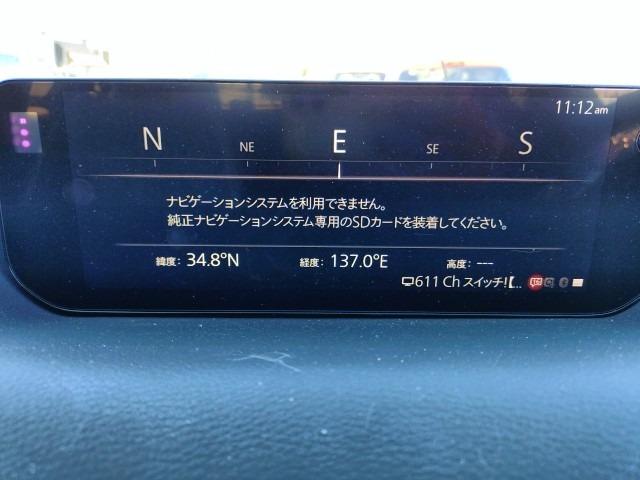 11:12am
N NE E SE S
ナビゲーションシステムを利用できません。
純正ナビゲーションシステム専用のSDカードを装着してください。
緯度: 34.8°N 経度: 137.0°E 高度: ---
611 Ch スイッチ!【..